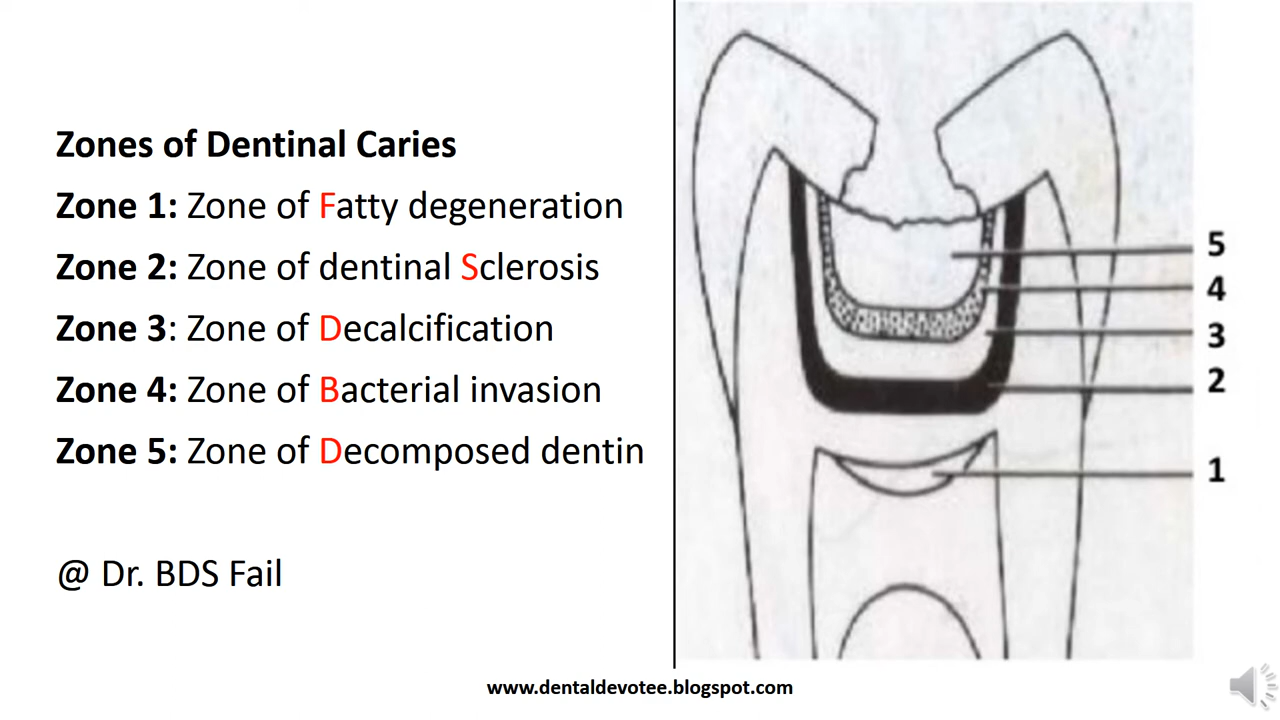 Zones of Dentinal Caries
Zone 1: Zone of Fatty degeneration
Zone 2: Zone of dentinal Sclerosis
Zone 3: Zone of Decalcification
Zone 4: Zone of Bacterial invasion
Zone 5: Zone of Decomposed dentin
@ Dr. BDS Fail
5
4
3
2
1
www.dentaldevotee.blogspot.com